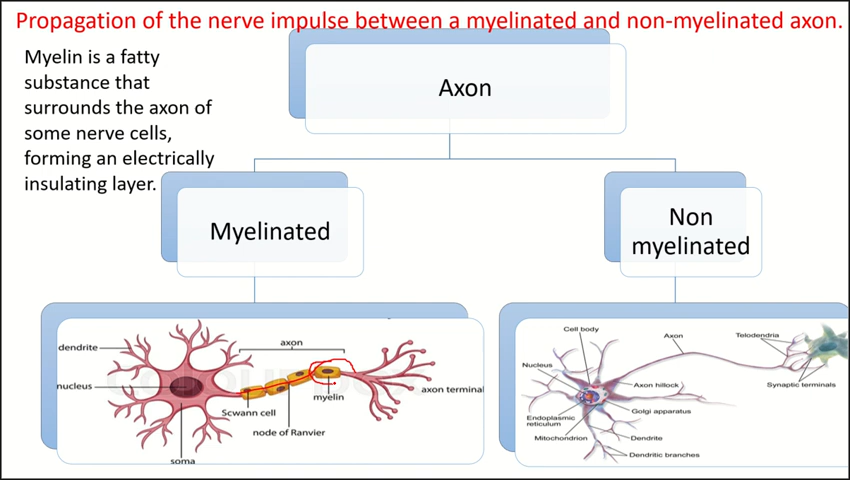 Propagation of the nerve impulse between a myelinated and non-myelinated axon.
Myelin is a fatty
substance that
surrounds the axon of
some nerve cells,
forming an electrically
insulating layer.
Axon
Myelinated
Non
myelinated
dendrite
axon
nucleus
axon terminal
myelin
Scwann cell
node of Ranvier
soma
Cell body
Axon
Telodendria
Nucleus
Axon hillock
Synaptic terminals
Golgi apparatus
Endoplasmic
reticulum
Mitochondrion
Dendrite
Dendritic branches